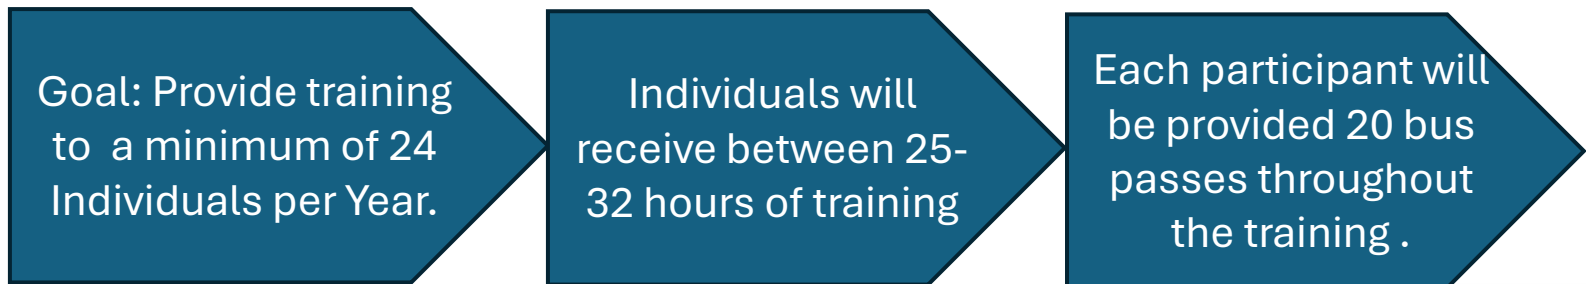 Goal: Provide training
to  a minimum of 24
Individuals per Year.
Individuals will
receive between 25-
32 hours of training
Each participant will
be provided 20 bus
passes throughout
the training .